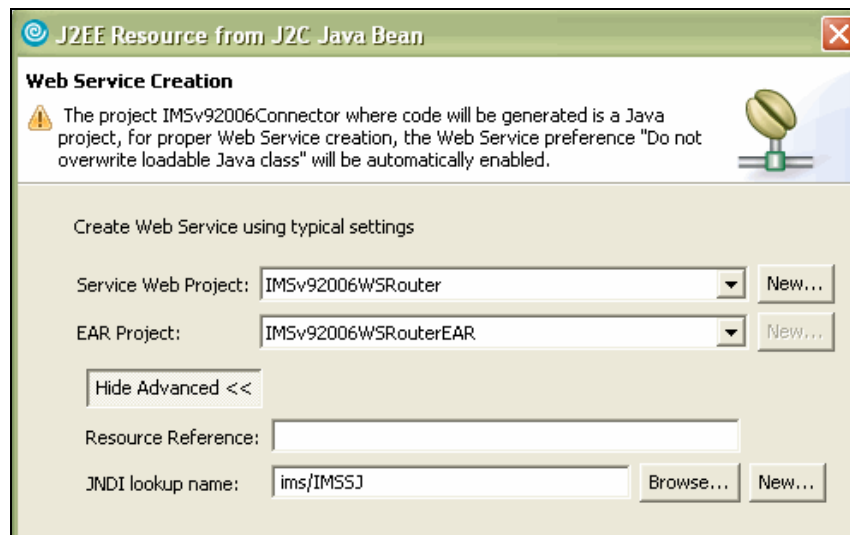 J2EE Resource from J2C Java Bean
Web Service Creation
The project IMSv92006Connector where code will be generated is a Java
project, for proper Web Service creation, the Web Service preference "Do not
overwrite loadable Java class" will be automatically enabled.
Create Web Service using typical settings
Service Web Project: IMSv92006WSRouter New...
EAR Project: IMSv92006WSRouterEAR New...
Hide Advanced <<
Resource Reference:
JNDI lookup name: ims/IMSSJ Browse... New...